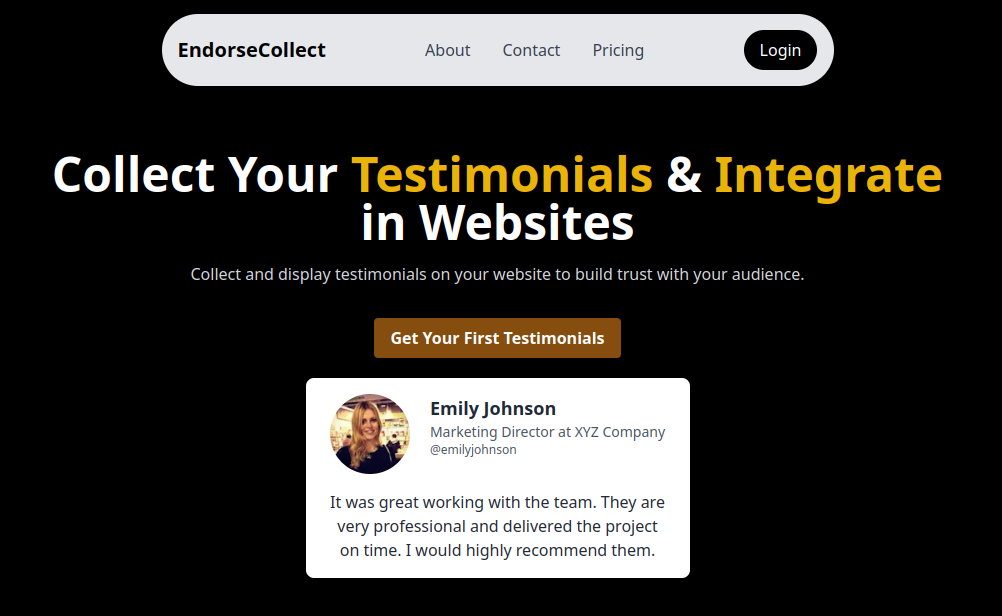 EndorseCollect About Contact Pricing Login
Collect Your Testimonials & Integrate
in Websites
Collect and display testimonials on your website to build trust with your audience.
Get Your First Testimonials
Emily Johnson
Marketing Director at XYZ Company
@emilyjohnson
It was great working with the team. They are
very professional and delivered the project
on time. I would highly recommend them.